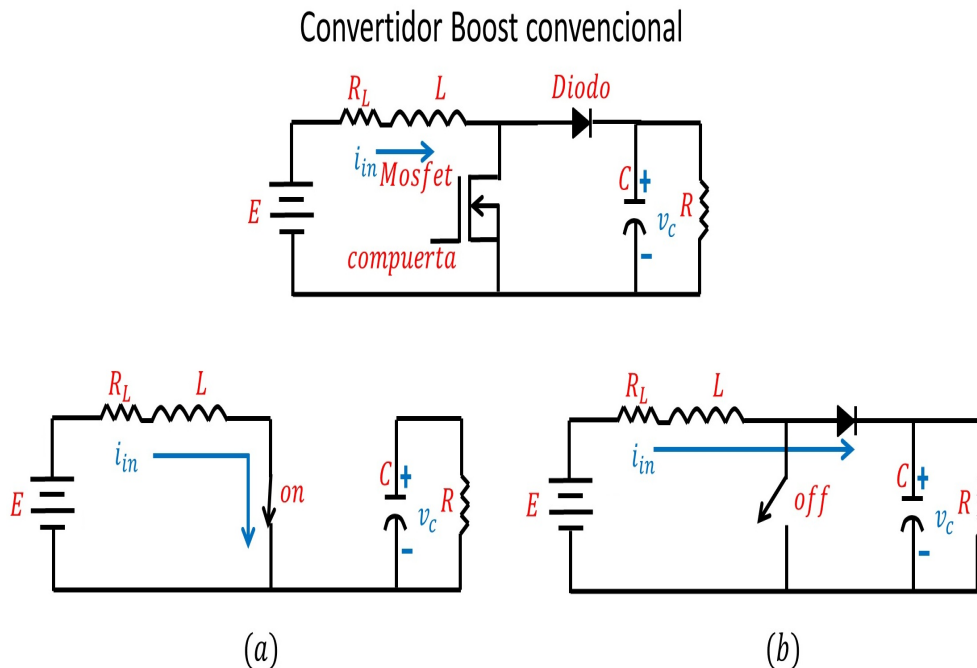 Convertidor Boost convencional
R_L L Diodo
i_in Mosfet
E C + v_c R
-
compuerta
R_L L
i_in
E on C + v_c R
-
(a)
R_L L
i_in
E off C + v_c R
-
(b)